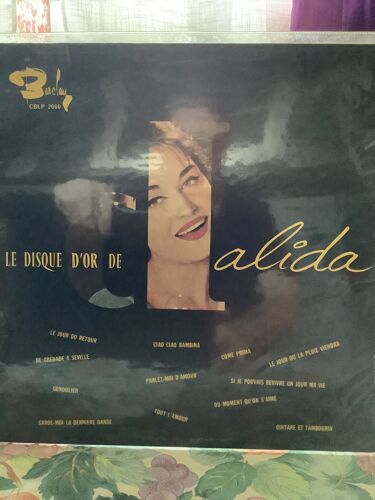 Barclay
CBLP 2060
LE DISQUE D'OR DE dalida
LE JOUR DU RETOUR
CIAO CIAO BAMBINA
COME PRIMA
LE JOUR OU LA PLUIE VIENDRA
DE GRENADE A SEVILLE
PARLEZ-MOI D'AMOUR
SI JE POUVAIS REVIVRE UN JOUR MA VIE
GONDOLIER
TOUT L'AMOUR
DU MOMENT QU'ON S'AIME
GARDE-MOI LA DERNIERE DANSE
GUITARE ET TAMBOURIN